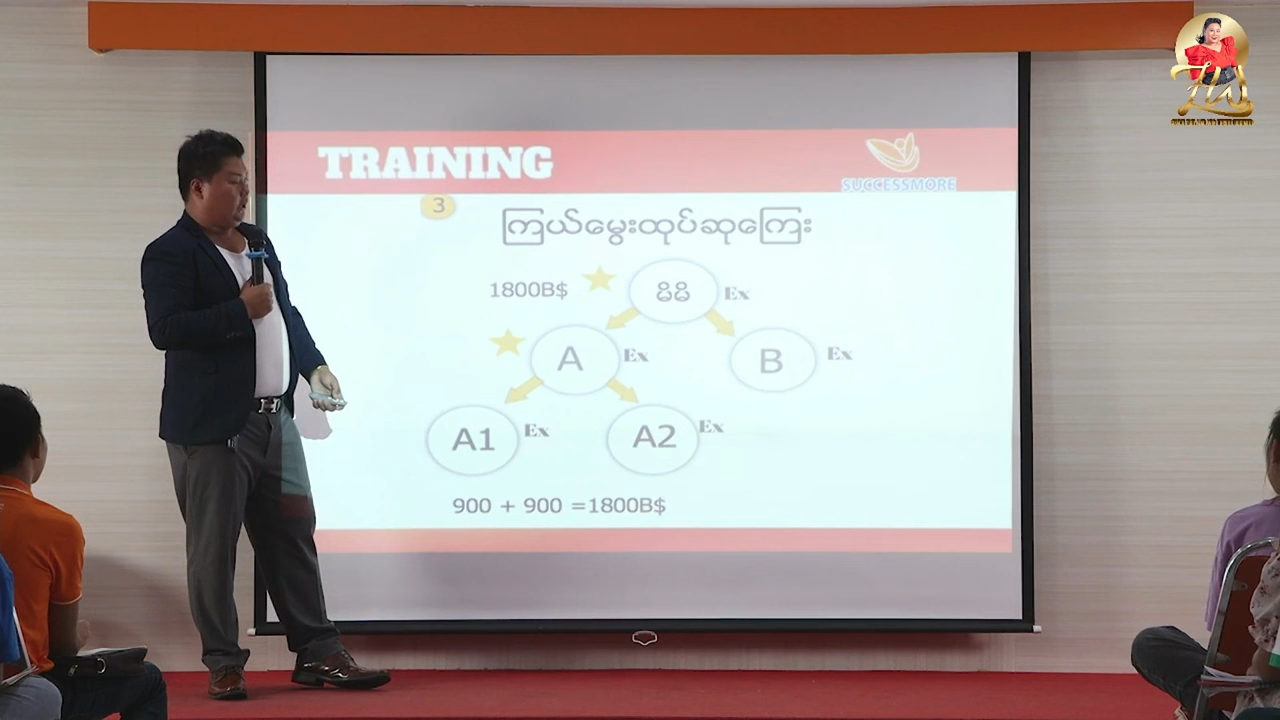 TRAINING
SUCCESSMORE
3
ကြယ်မွေးထုပ်ဆုကြေး
1800B$
မိမိ
Ex
A
Ex
B
Ex
A1
Ex
A2
Ex
900 + 900 =1800B$